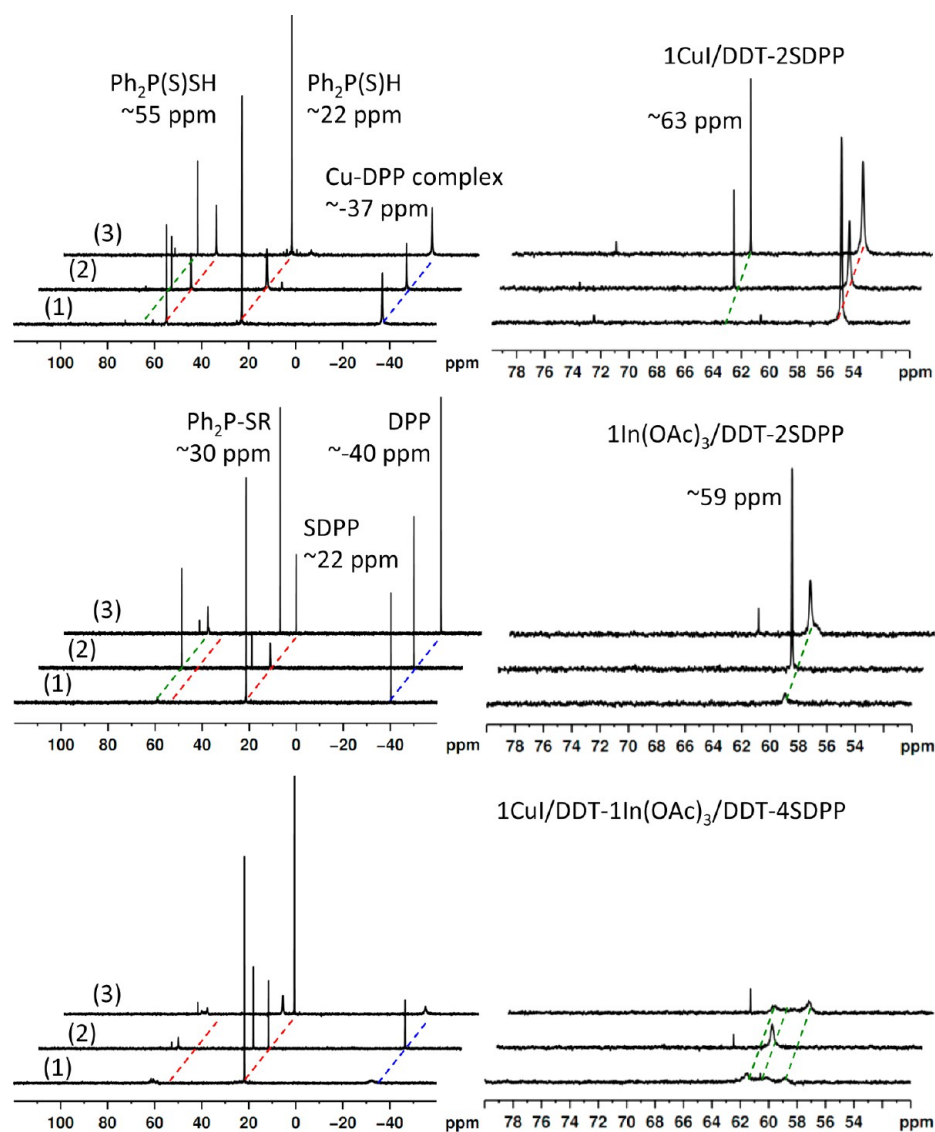 Ph₂P(S)SH
~55 ppm
Ph₂P(S)H
~22 ppm
Cu-DPP complex
~-37 ppm
(3)
(2)
(1)
100 80 60 40 20 0 −20 −40 ppm
1CuI/DDT-2SDPP
~63 ppm
78 76 74 72 70 68 66 64 62 60 58 56 54 ppm
Ph₂P-SR
~30 ppm
DPP
~-40 ppm
SDPP
~22 ppm
(3)
(2)
(1)
100 80 60 40 20 0 −20 −40 ppm
1In(OAc)₃/DDT-2SDPP
~59 ppm
78 76 74 72 70 68 66 64 62 60 58 56 54 ppm
1CuI/DDT-1In(OAc)₃/DDT-4SDPP
(3)
(2)
(1)
100 80 60 40 20 0 −20 −40 ppm
78 76 74 72 70 68 66 64 62 60 58 56 54 ppm